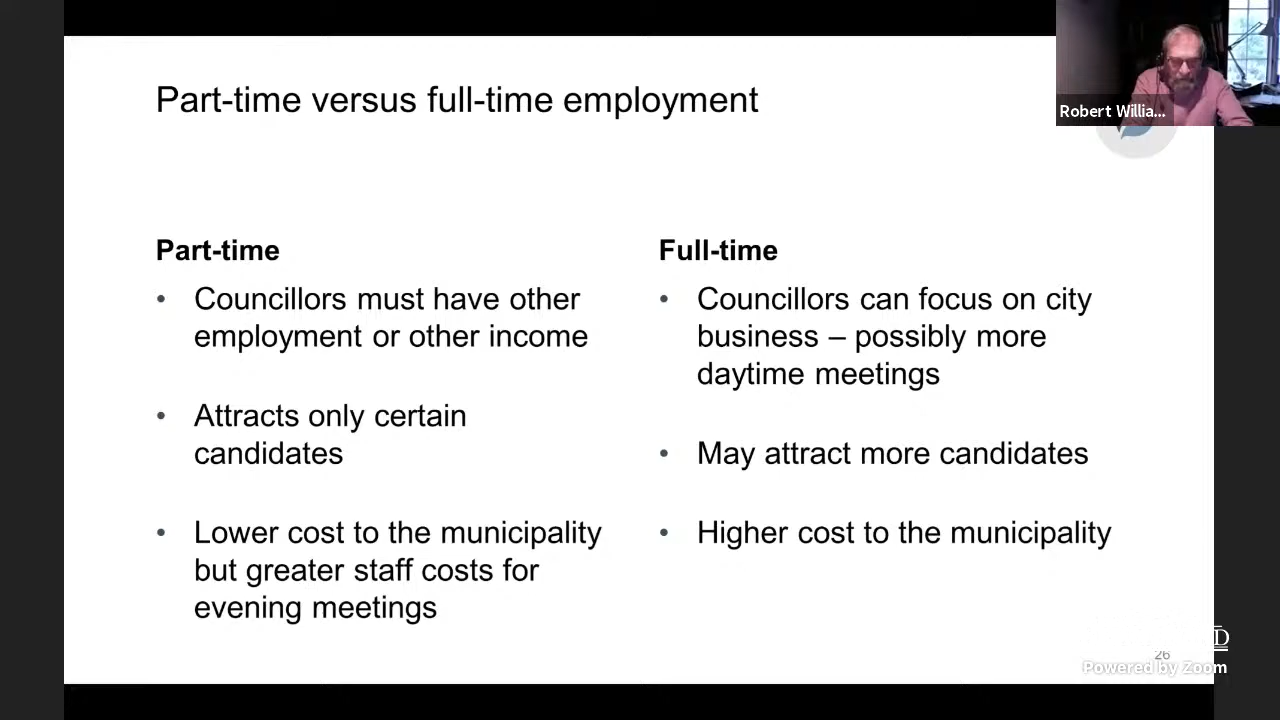 Part-time versus full-time employment
Robert Willia...
Part-time
• Councillors must have other
employment or other income
• Attracts only certain
candidates
• Lower cost to the municipality
but greater staff costs for
evening meetings
Full-time
• Councillors can focus on city
business – possibly more
daytime meetings
• May attract more candidates
• Higher cost to the municipality
D
26
Powered by Zoom